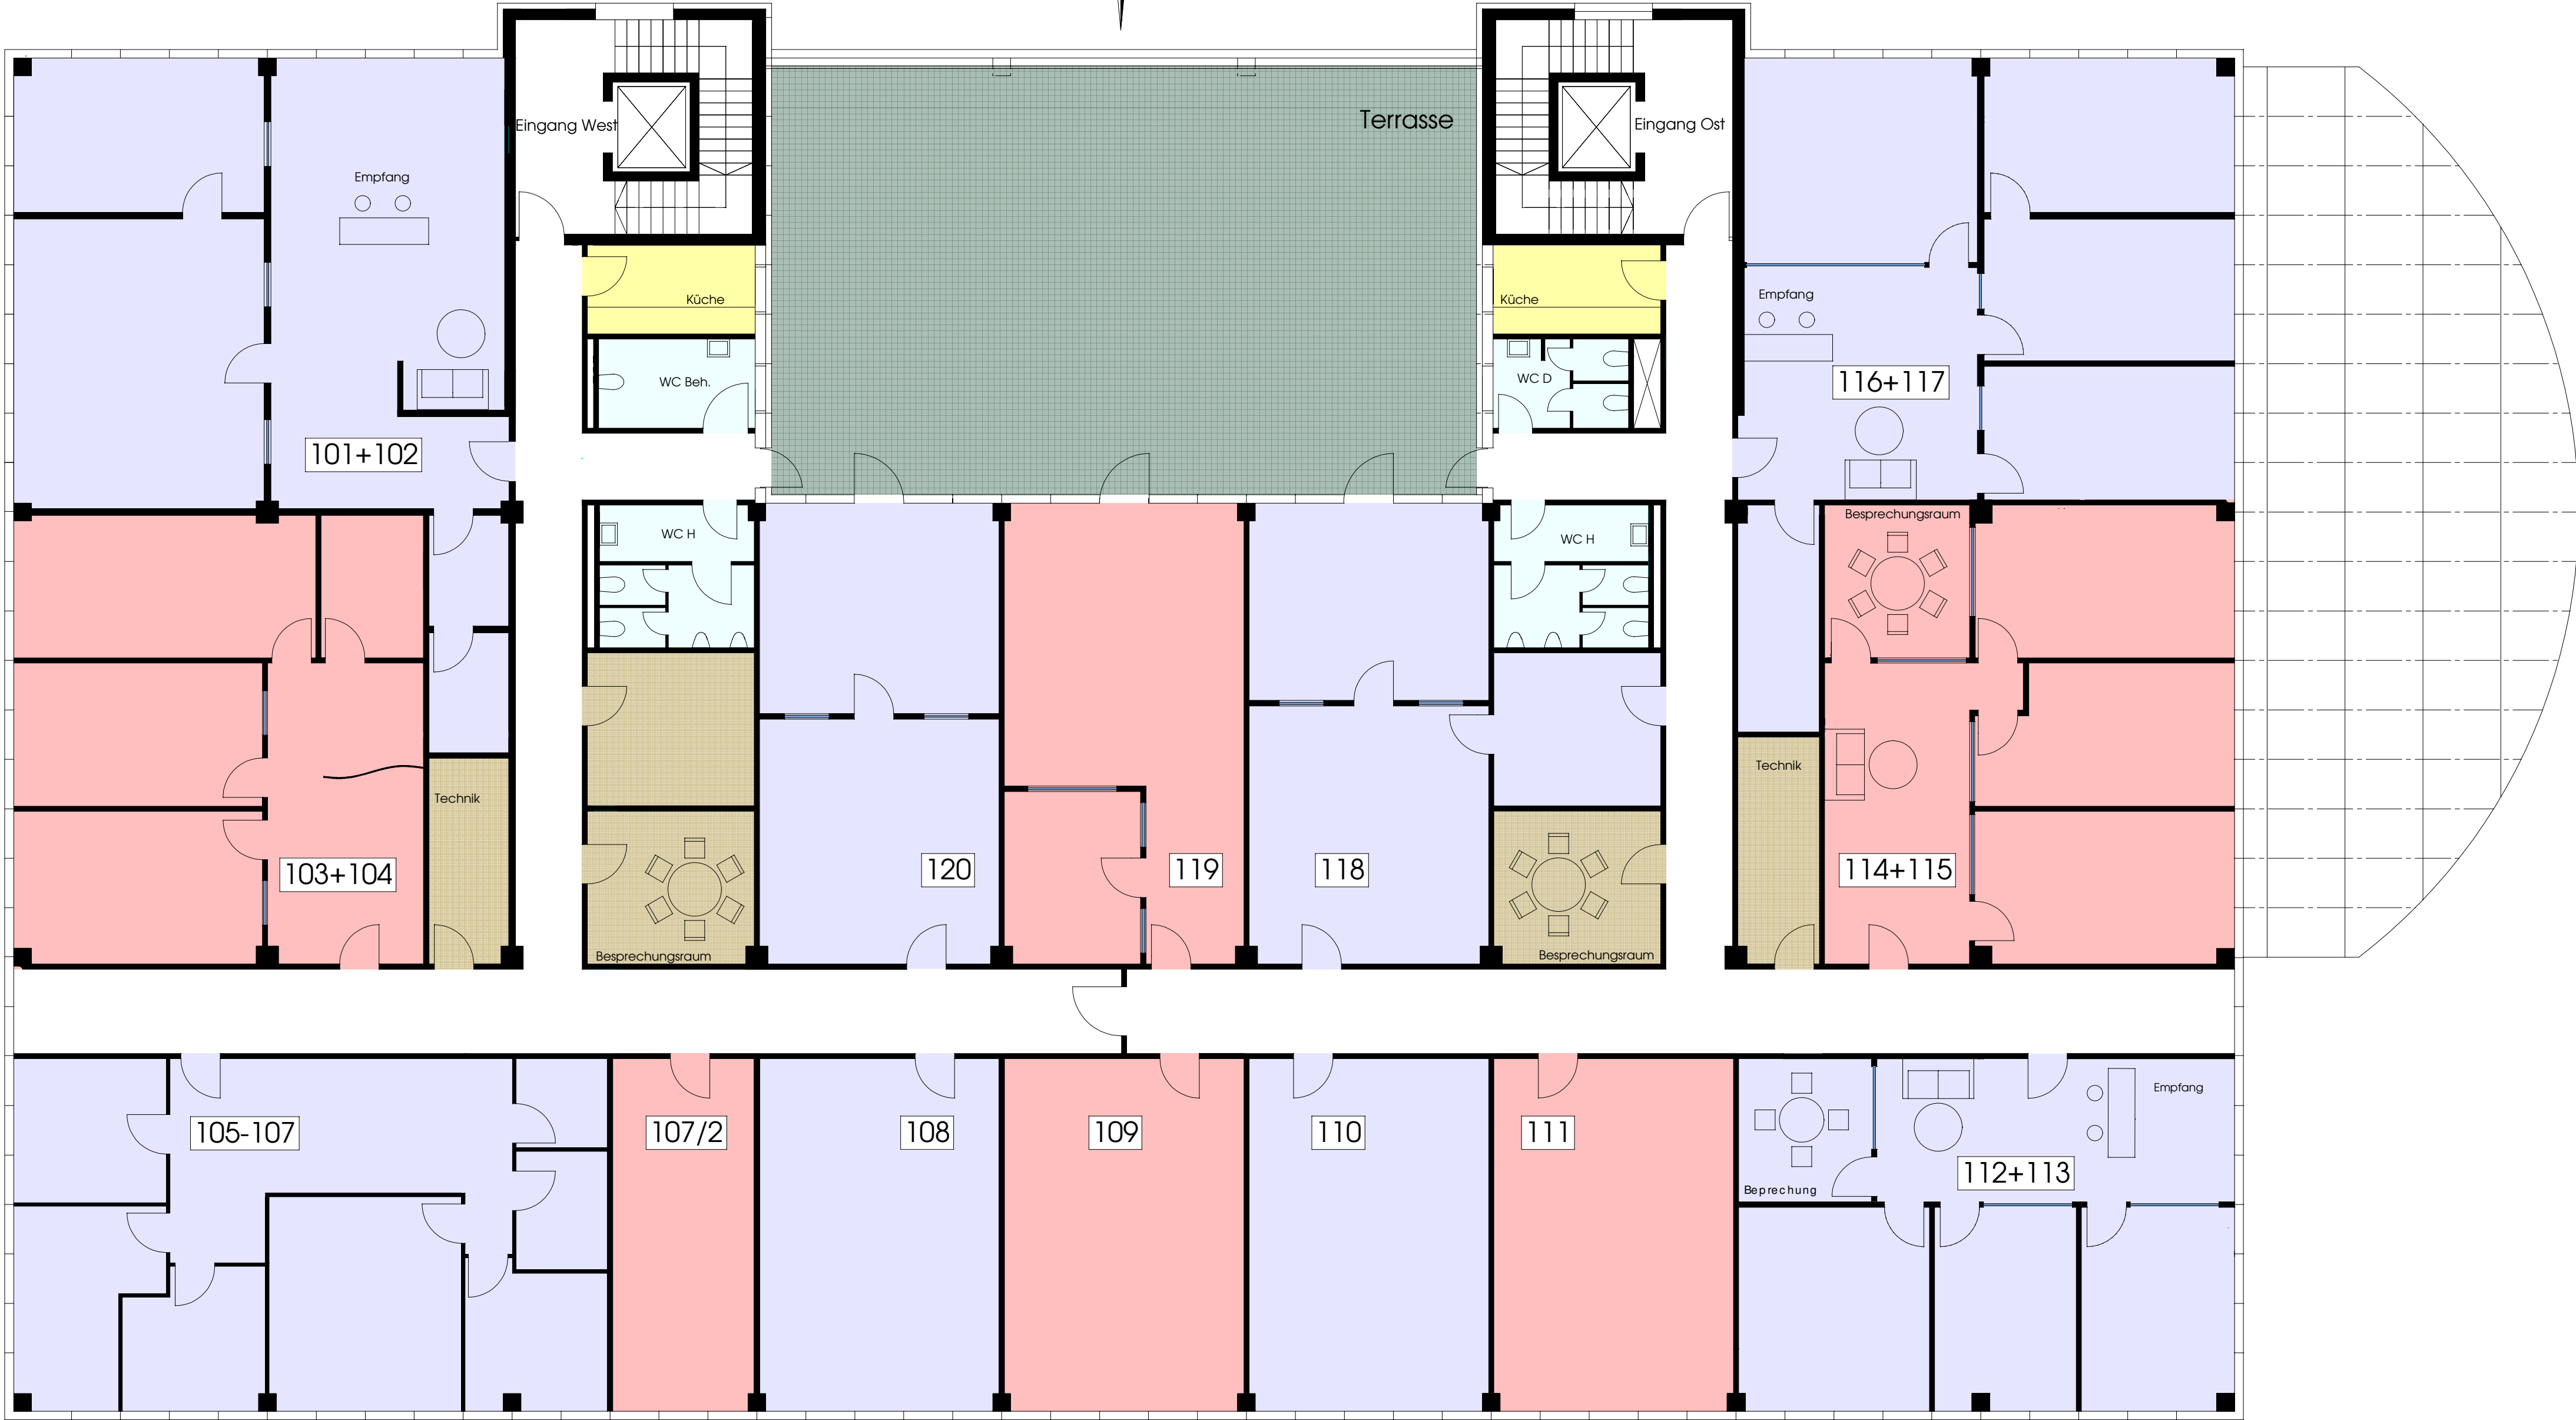 Eingang West
Terrasse
Eingang Ost
Empfang
Küche
Küche
Empfang
WC Beh.
WC D
116+117
101+102
WC H
WC H
Besprechungsraum
Technik
Technik
103+104
120
119
118
114+115
Besprechungsraum
Besprechungsraum
105-107
107/2
108
109
110
111
Empfang
112+113
Beprechung